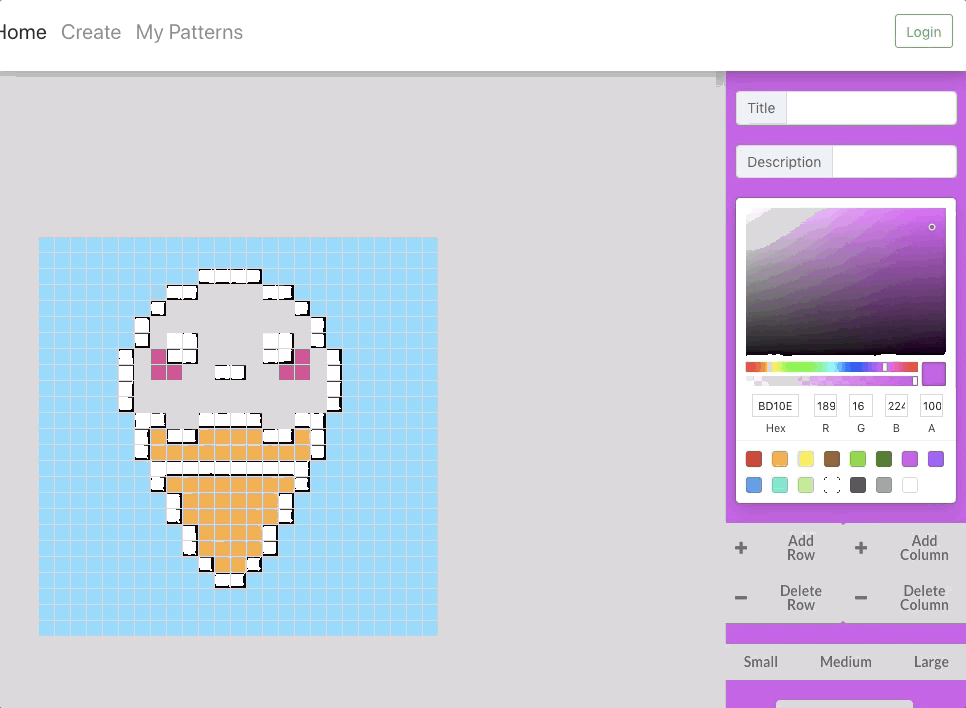 Home Create My Patterns Login
Title
Description
BD10E 189 16 224 100
Hex R G B A
Add Row
Add Column
Delete Row
Delete Column
Small Medium Large